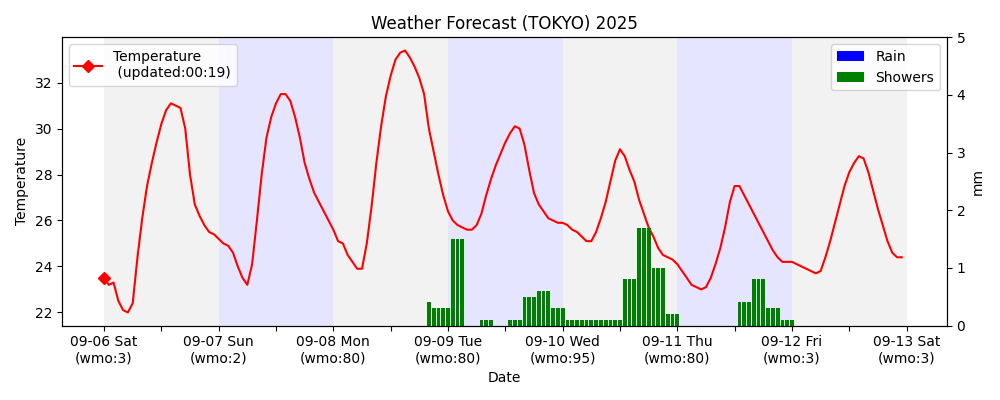 Weather Forecast (TOKYO) 2025
Temperature
(updated:00:19)
Rain
Showers
Temperature
32
30
28
26
24
22
5
4
3
2
1
0
mm
09-06 Sat
(wmo:3)
09-07 Sun
(wmo:2)
09-08 Mon
(wmo:80)
09-09 Tue
(wmo:80)
09-10 Wed
(wmo:95)
09-11 Thu
(wmo:80)
09-12 Fri
(wmo:3)
09-13 Sat
(wmo:3)
Date